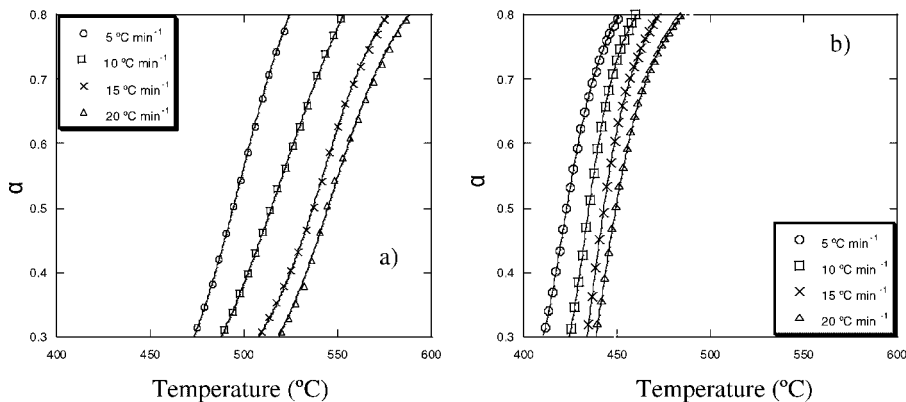 0.8
0.7
0.6
0.5
0.4
0.3
α
5 ºC min⁻¹
10 ºC min⁻¹
15 ºC min⁻¹
20 ºC min⁻¹
a)
400 450 500 550 600
Temperature (ºC)
0.8
0.7
0.6
0.5
0.4
0.3
α
b)
5 ºC min⁻¹
10 ºC min⁻¹
15 ºC min⁻¹
20 ºC min⁻¹
400 450 500 550 600
Temperature (ºC)